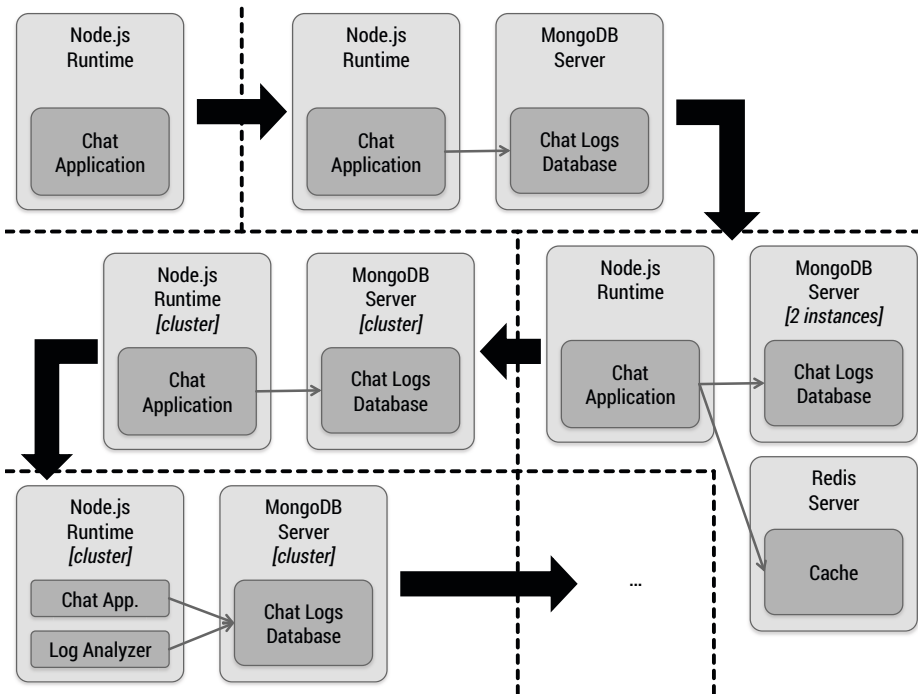 Node.js
Runtime
Chat
Application
Node.js
Runtime
Chat
Application
MongoDB
Server
Chat Logs
Database
Node.js
Runtime
Chat
Application
MongoDB
Server
[2 instances]
Chat Logs
Database
Redis
Server
Cache
Node.js
Runtime
[cluster]
Chat
Application
MongoDB
Server
[cluster]
Chat Logs
Database
Node.js
Runtime
[cluster]
Chat App.
Log Analyzer
MongoDB
Server
[cluster]
Chat Logs
Database
...